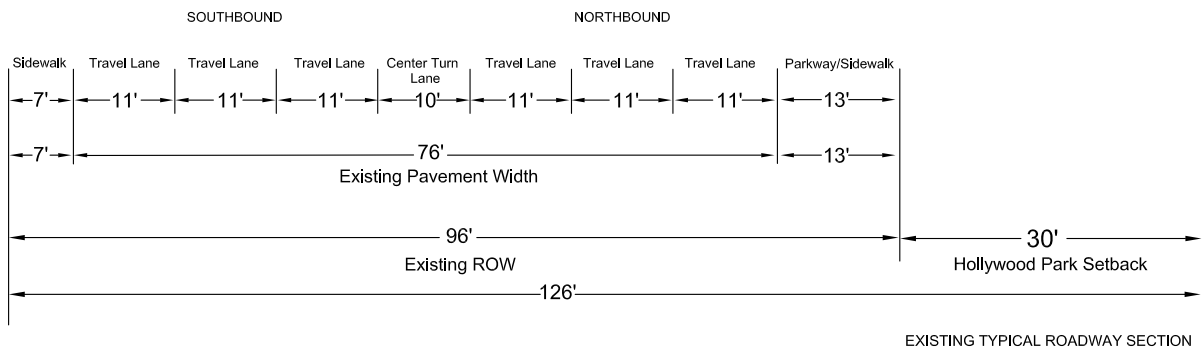 SOUTHBOUND NORTHBOUND
Sidewalk Travel Lane Travel Lane Travel Lane Center Turn Travel Lane Travel Lane Travel Lane Parkway/Sidewalk
Lane
7' 11' 11' 11' 10' 11' 11' 11' 13'
7' 76' 13'
Existing Pavement Width
96' 30'
Existing ROW Hollywood Park Setback
126'
EXISTING TYPICAL ROADWAY SECTION